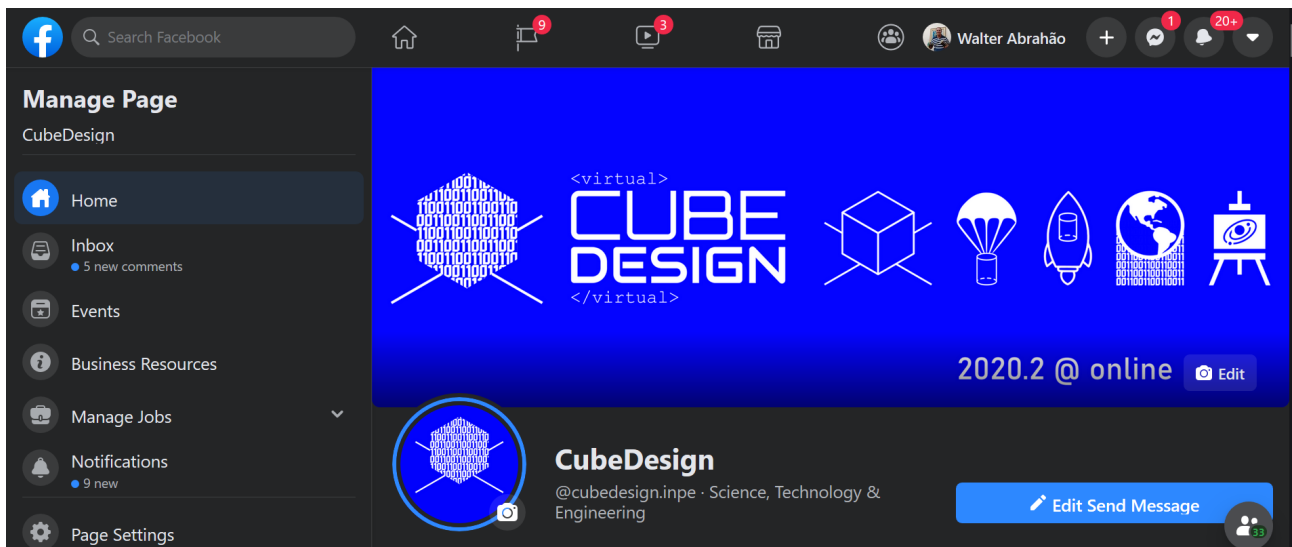 Search Facebook
9
3
Walter Abrahão
1
20+
Manage Page
CubeDesign
Home
Inbox
5 new comments
Events
Business Resources
Manage Jobs
Notifications
9 new
Page Settings
<virtual>
CUBE
DESIGN
</virtual>
2020.2 @ online
Edit
CubeDesign
@cubedesign.inpe · Science, Technology &
Engineering
Edit Send Message
33